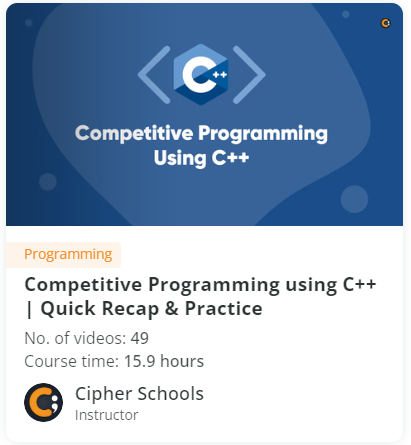 C++
Competitive Programming
Using C++
Programming
Competitive Programming using C++
| Quick Recap & Practice
No. of videos: 49
Course time: 15.9 hours
Cipher Schools
Instructor